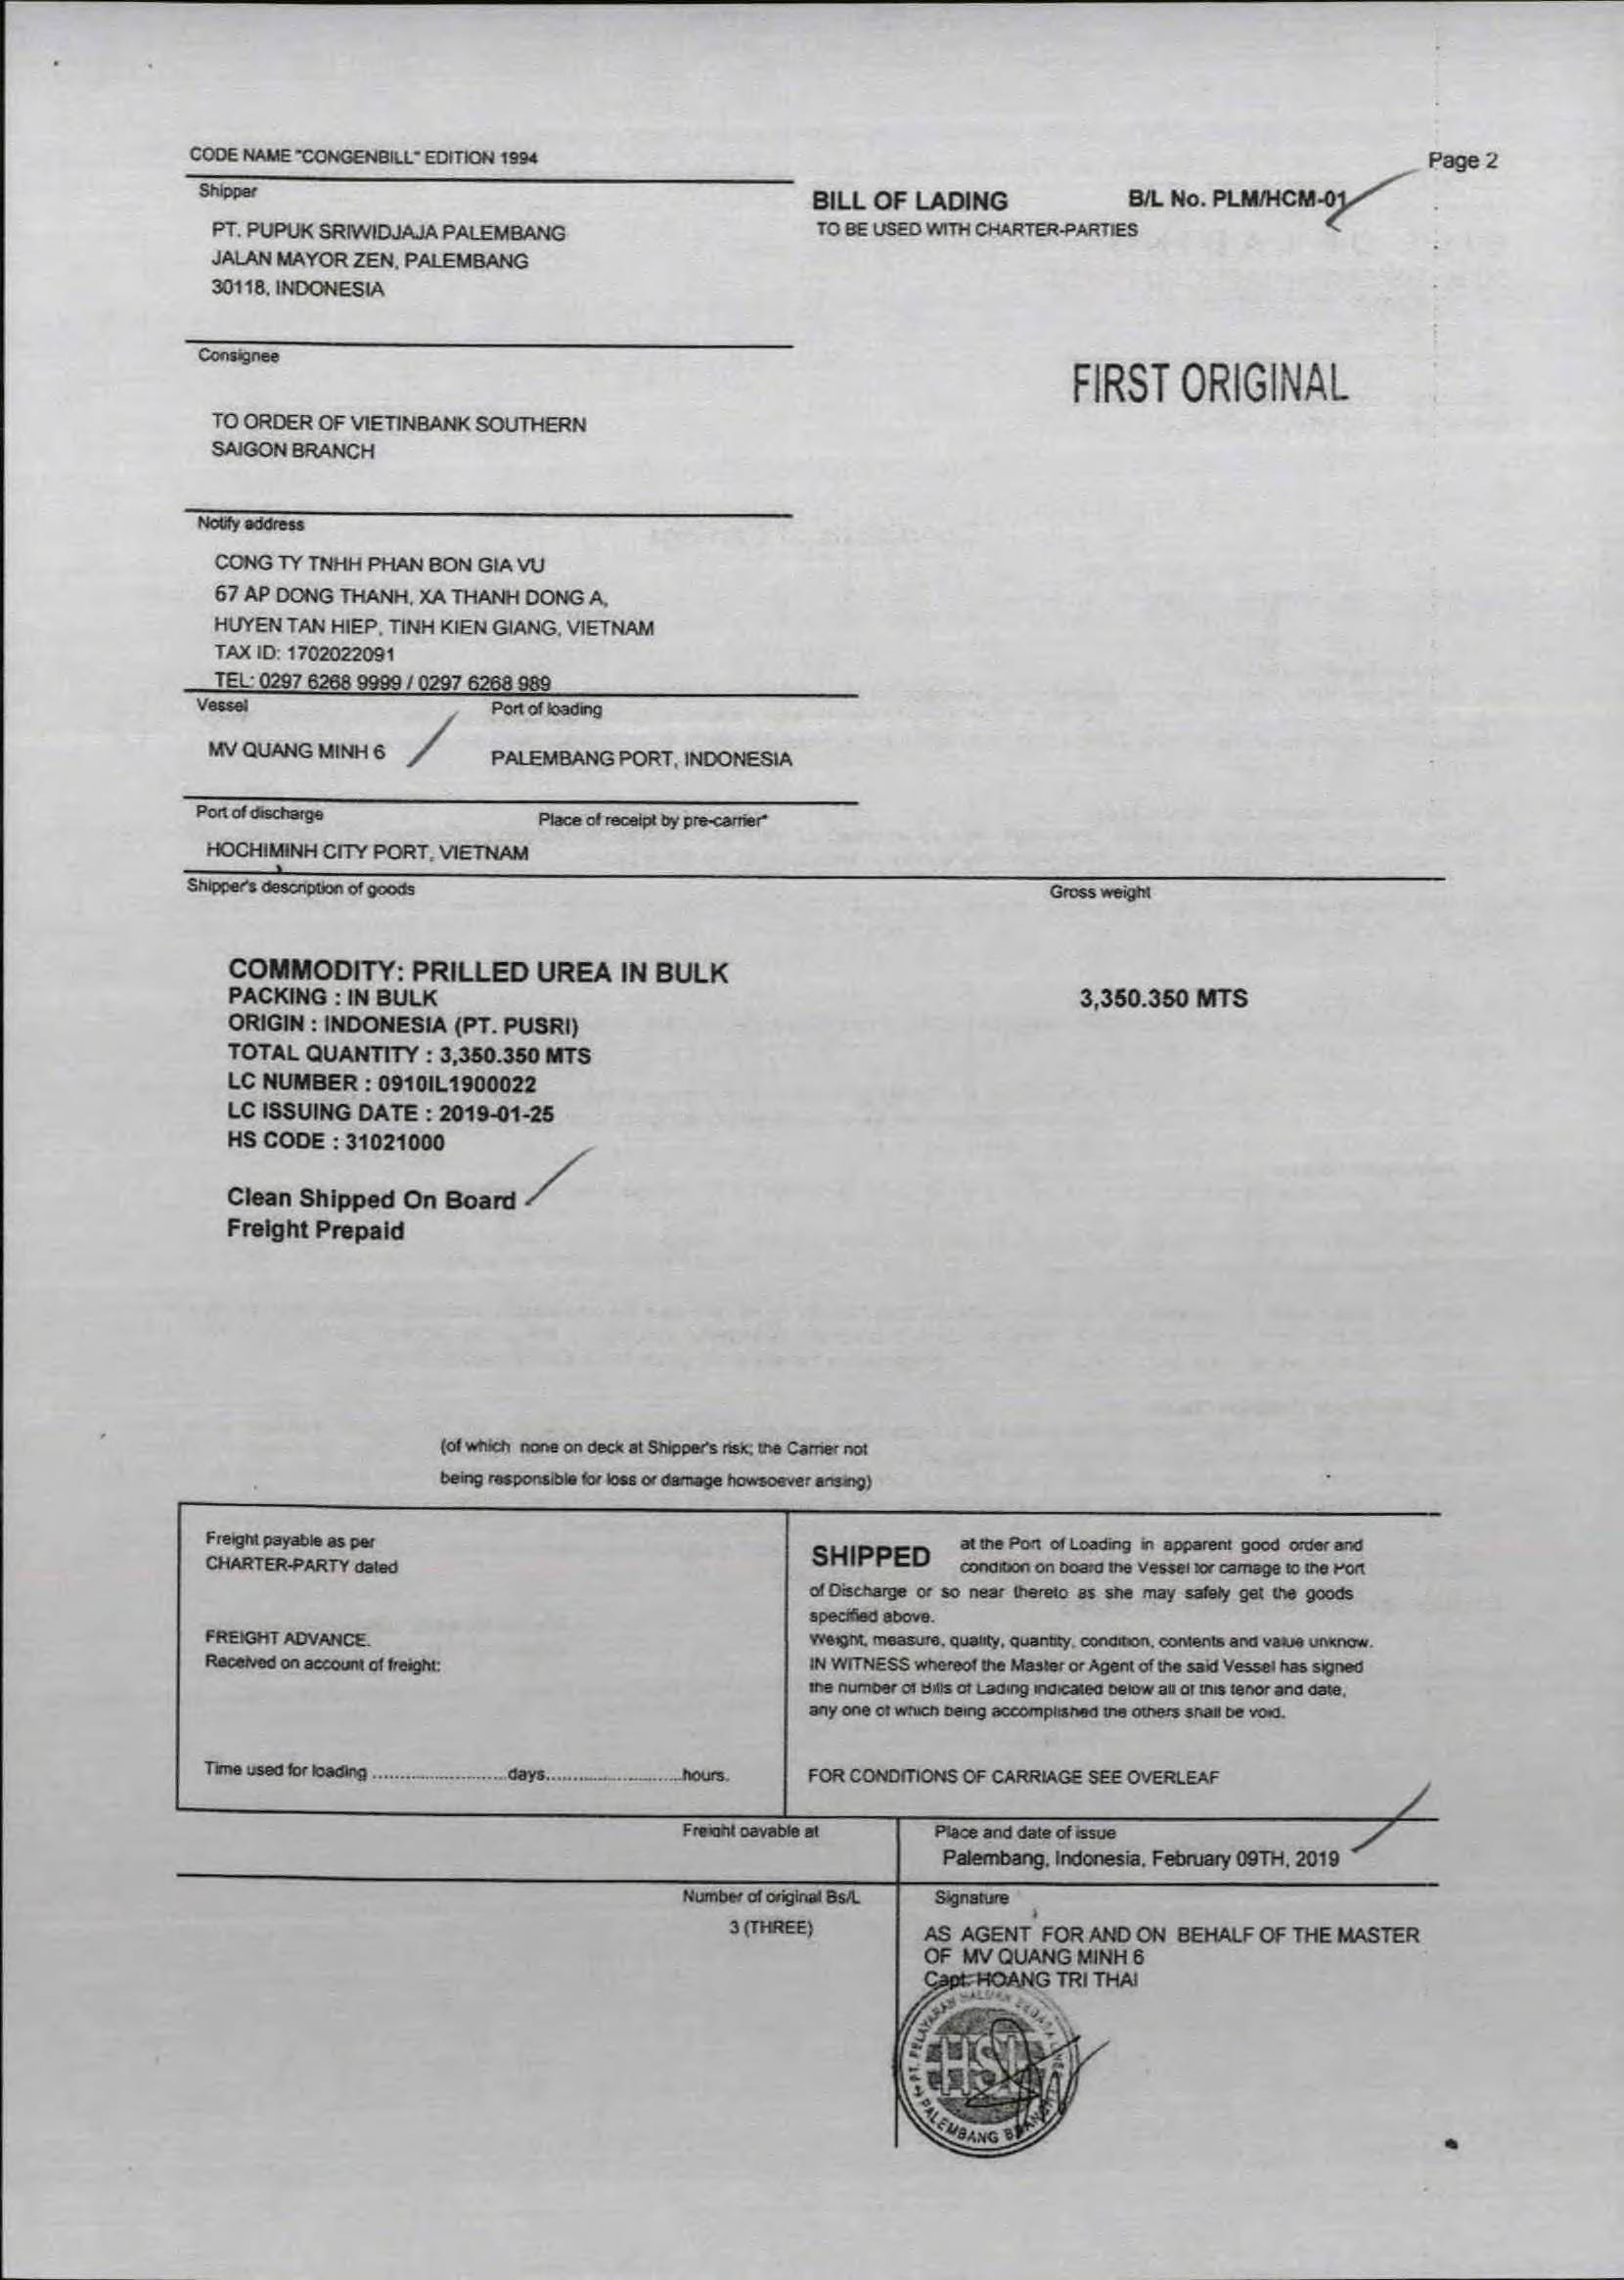 CODE NAME "CONGENBILL" EDITION 1994
Page 2
Shipper
BILL OF LADING
B/L No. PLM/HCM-01
TO BE USED WITH CHARTER-PARTIES
PT. PUPUK SRIWIDJAJA PALEMBANG
JALAN MAYOR ZEN, PALEMBANG
30118, INDONESIA
Consignee
FIRST ORIGINAL
TO ORDER OF VIETINBANK SOUTHERN
SAIGON BRANCH
Notify address
CONG TY TNHH PHAN BON GIA VU
67 AP DONG THANH, XA THANH DONG A,
HUYEN TAN HIEP, TINH KIEN GIANG, VIETNAM
TAX ID: 1702022091
TEL: 0297 6268 9999 / 0297 6268 989
Vessel
Port of loading
MV QUANG MINH 6
PALEMBANG PORT, INDONESIA
Port of discharge
Place of receipt by pre-carrier*
HOCHIMINH CITY PORT, VIETNAM
Shipper's description of goods
Gross weight
COMMODITY: PRILLED UREA IN BULK
PACKING : IN BULK
3,350.350 MTS
ORIGIN : INDONESIA (PT. PUSRI)
TOTAL QUANTITY : 3,350.350 MTS
LC NUMBER : 0910IL1900022
LC ISSUING DATE : 2019-01-25
HS CODE : 31021000
Clean Shipped On Board
Freight Prepaid
(of which none on deck at Shipper's risk; the Carrier not
being responsible for loss or damage howsoever arising)
Freight payable as per
CHARTER-PARTY dated
FREIGHT ADVANCE.
Received on account of freight:
Time used for loading ........................days........................hours.
SHIPPED at the Port of Loading in apparent good order and
condition on board the Vessel for carriage to the Port
of Discharge or so near thereto as she may safely get the goods
specified above.
Weight, measure, quality, quantity, condition, contents and value unknow.
IN WITNESS whereof the Master or Agent of the said Vessel has signed
the number of Bills of Lading indicated below all of this tenor and date,
any one of which being accomplished the others shall be void.
FOR CONDITIONS OF CARRIAGE SEE OVERLEAF
Freight payable at
Place and date of issue
Palembang, Indonesia, February 09TH, 2019
Number of original Bs/L
3 (THREE)
Signature
AS AGENT FOR AND ON BEHALF OF THE MASTER
OF MV QUANG MINH 6
Capt. HOANG TRI THAI
PT. PELAYARAN
HSL
PALEMBANG BRANCH